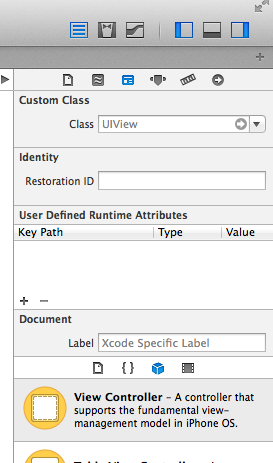 Custom Class
Class UIView
Identity
Restoration ID
User Defined Runtime Attributes
Key Path Type Value
Document
Label Xcode Specific Label
{ }
View Controller – A controller that
supports the fundamental view-
management model in iPhone OS.